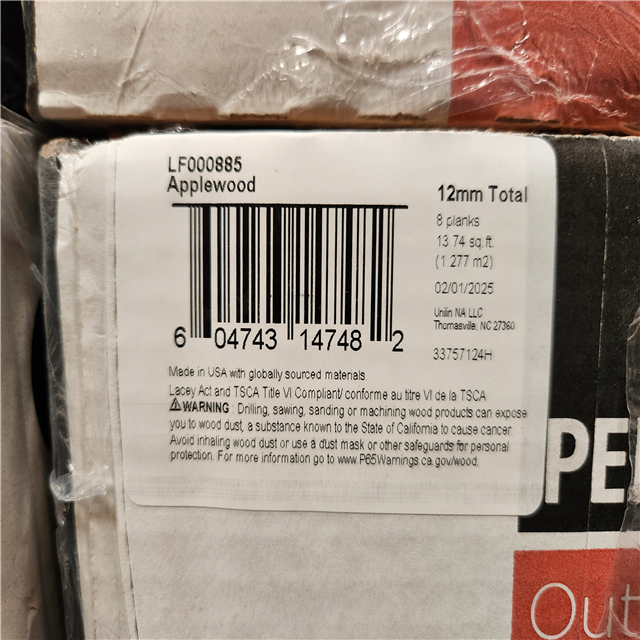 LF000885
Applewood
12mm Total
8 planks
13.74 sq.ft.
(1.277 m2)
02/01/2025
Unilin NA LLC
Thomasville, NC 27360
33757124H
6 04743 14748 2
Made in USA with globally sourced materials.
Lacey Act and TSCA Title VI Compliant/ conforme au titre VI de la TSCA
⚠WARNING : Drilling, sawing, sanding or machining wood products can expose
you to wood dust, a substance known to the State of California to cause cancer.
Avoid inhaling wood dust or use a dust mask or other safeguards for personal
protection. For more information go to www.P65Warnings.ca.gov/wood.
PE
Out